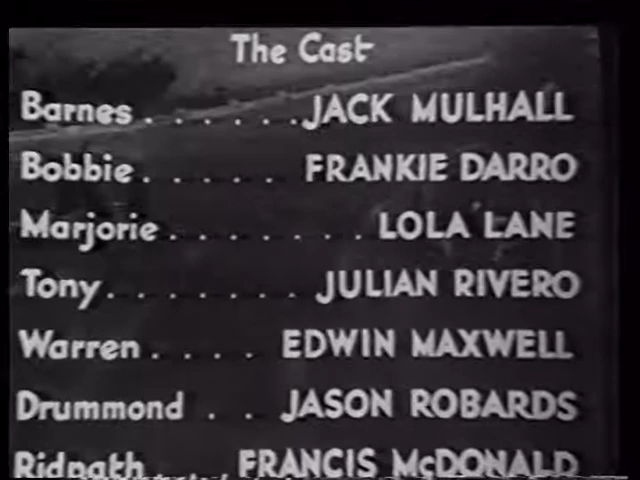 The Cast
Barnes . . . . . . . JACK MULHALL
Bobbie . . . . . . FRANKIE DARRO
Marjorie . . . . . . . . LOLA LANE
Tony . . . . . . . . JULIAN RIVERO
Warren . . . . EDWIN MAXWELL
Drummond . . JASON ROBARDS
Ridpath FRANCIS McDONALD